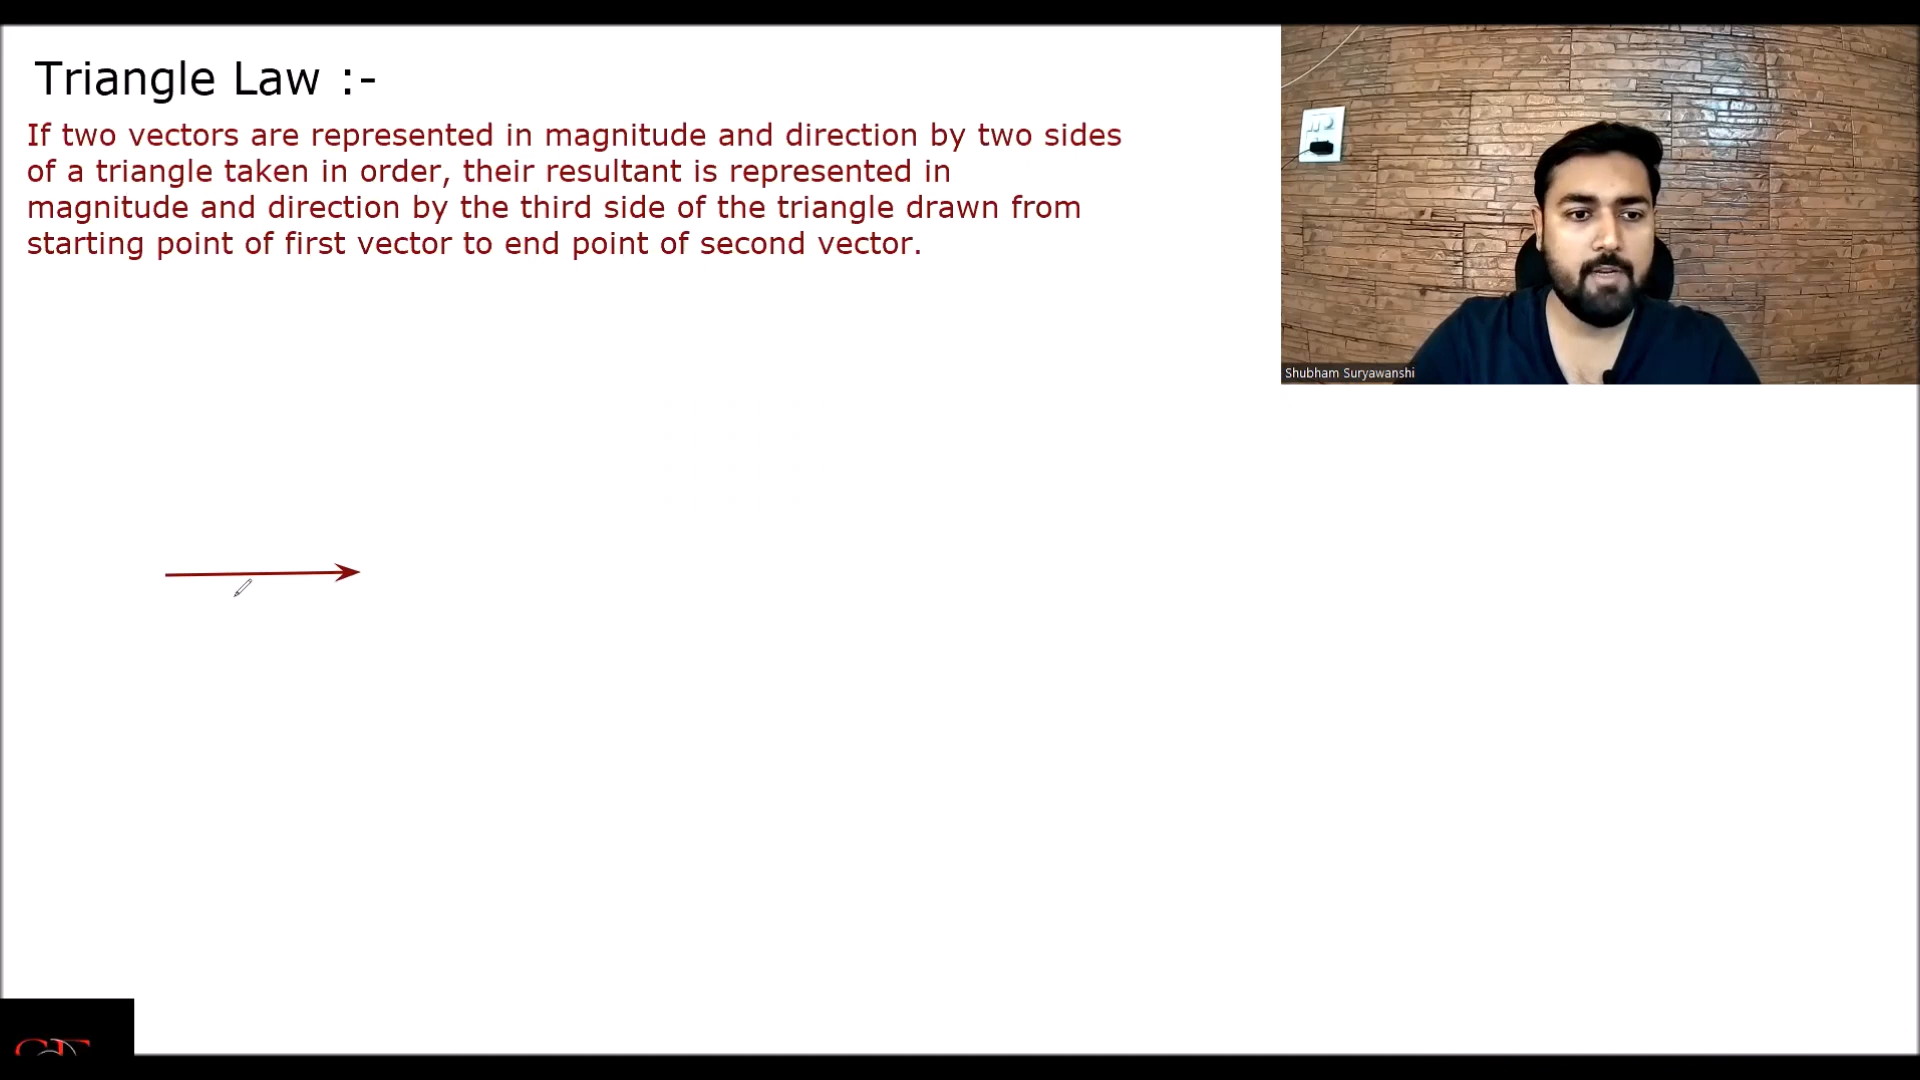 Triangle Law :-
If two vectors are represented in magnitude and direction by two sides
of a triangle taken in order, their resultant is represented in
magnitude and direction by the third side of the triangle drawn from
starting point of first vector to end point of second vector.
Shubham Suryawanshi